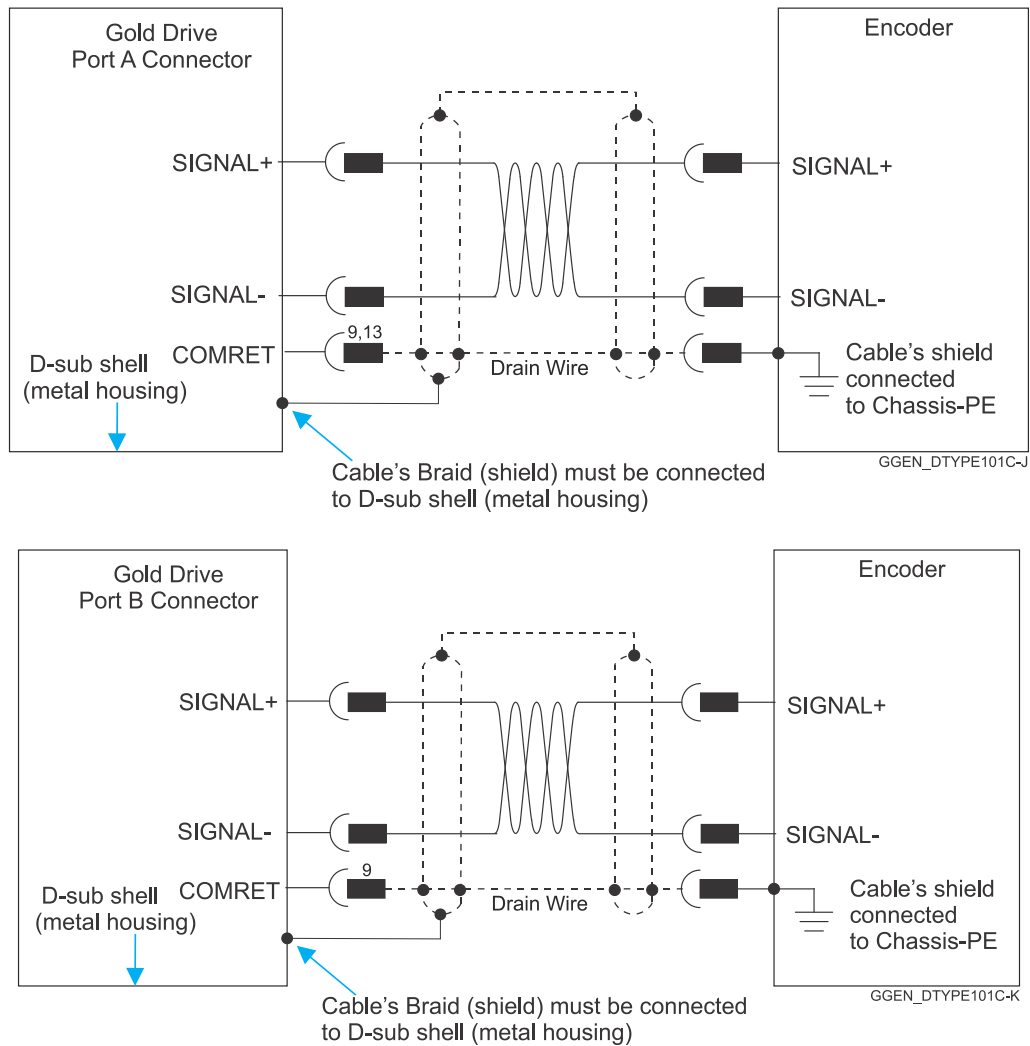 Gold Drive
Port A Connector
Encoder
SIGNAL+
SIGNAL+
SIGNAL-
SIGNAL-
9,13
COMRET
Drain Wire
D-sub shell
(metal housing)
Cable's shield
connected
to Chassis-PE
GGEN_DTYPE101C-J
Cable's Braid (shield) must be connected
to D-sub shell (metal housing)
Gold Drive
Port B Connector
Encoder
SIGNAL+
SIGNAL+
SIGNAL-
SIGNAL-
9
COMRET
Drain Wire
D-sub shell
(metal housing)
Cable's shield
connected
to Chassis-PE
GGEN_DTYPE101C-K
Cable's Braid (shield) must be connected
to D-sub shell (metal housing)